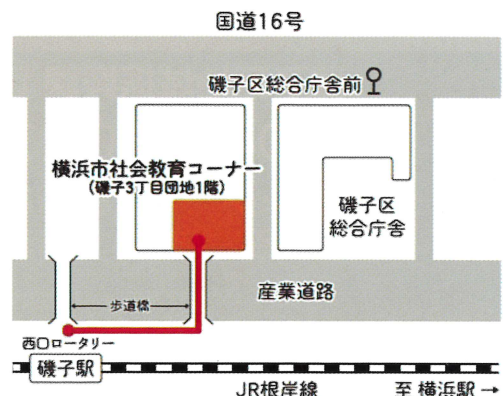 国道16号
磯子区総合庁舎前
横浜市社会教育コーナー
(磯子3丁目団地1階)
磯子区
総合庁舎
産業道路
歩道橋
西口ロータリー
磯子駅
JR根岸線
至 横浜駅→